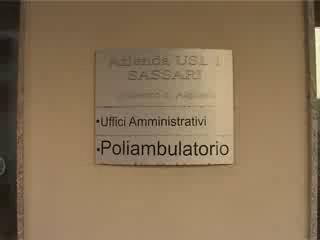 Azienda USL 1
SASSARI
•Uffici Amministrativi
•Poliambulatorio